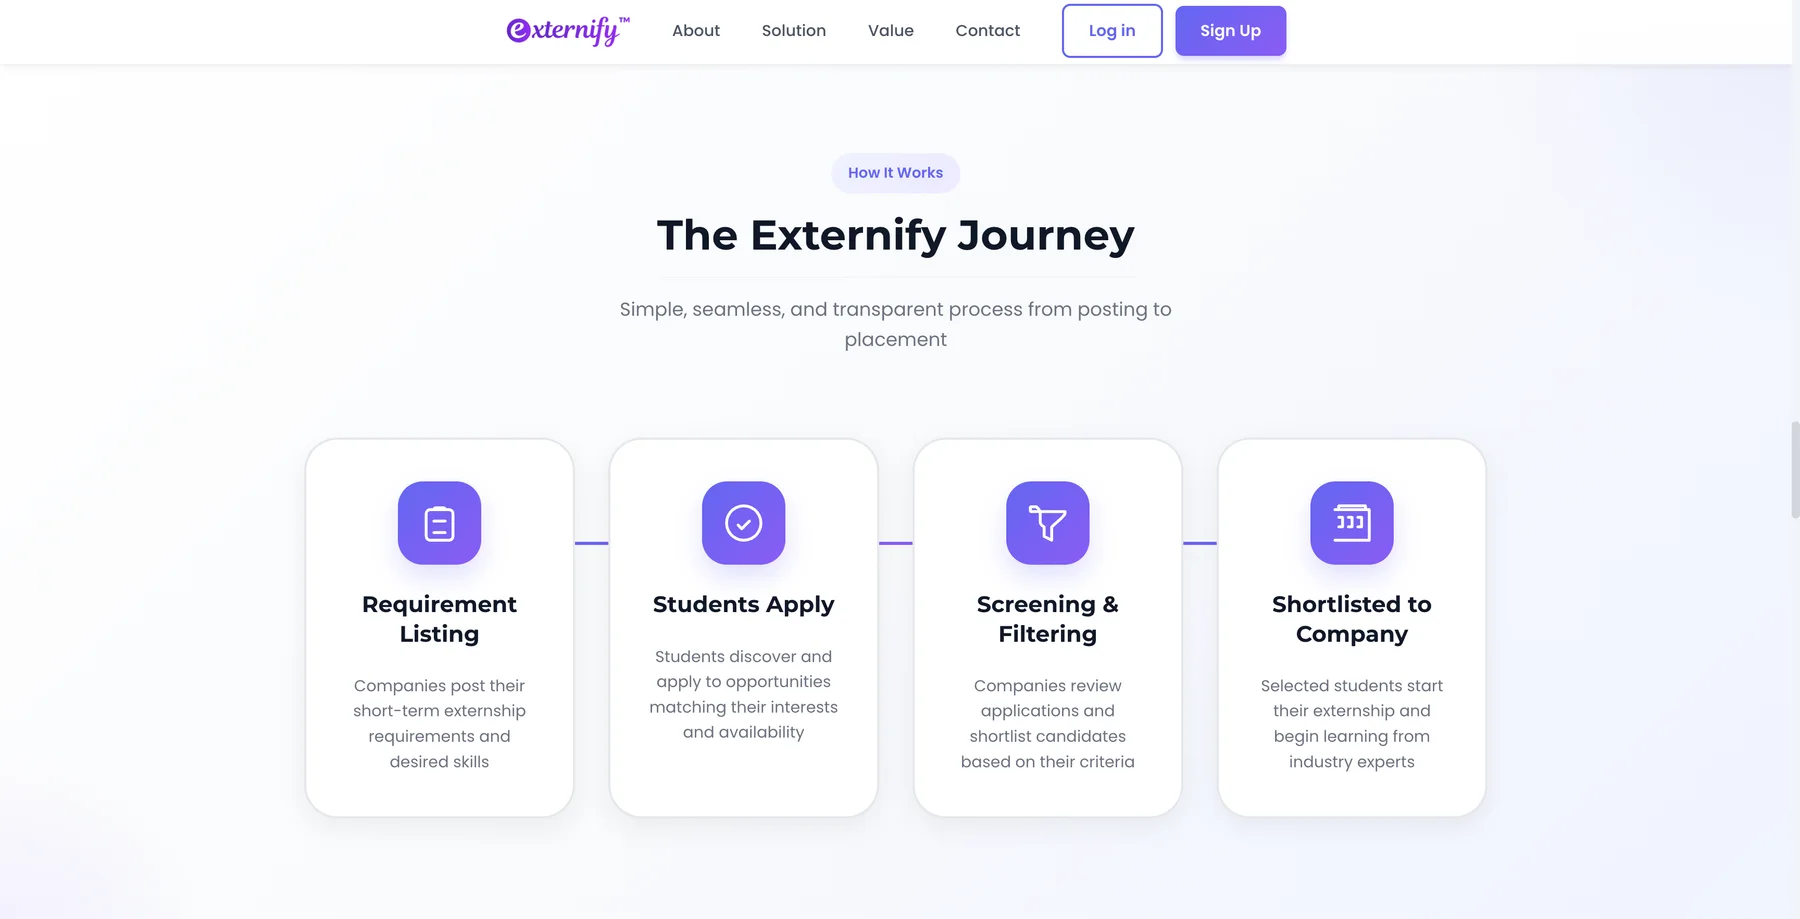 externify™
About
Solution
Value
Contact
Log in
Sign Up
How It Works
The Externify Journey
Simple, seamless, and transparent process from posting to
placement
Requirement
Listing
Companies post their
short-term externship
requirements and
desired skills
Students Apply
Students discover and
apply to opportunities
matching their interests
and availability
Screening &
Filtering
Companies review
applications and
shortlist candidates
based on their criteria
Shortlisted to
Company
Selected students start
their externship and
begin learning from
industry experts